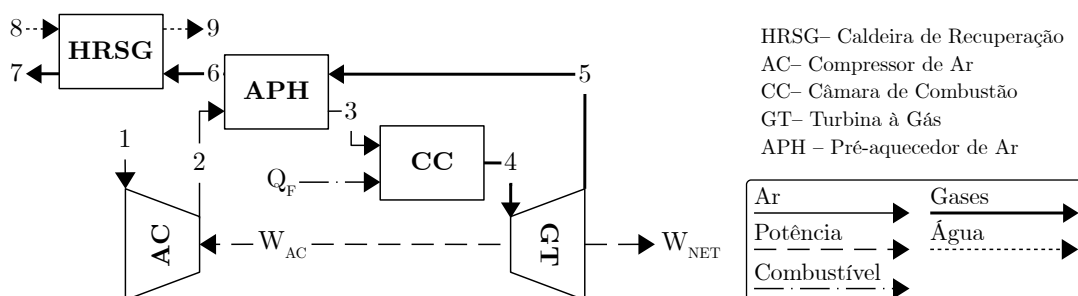 8
9
HRSG
7
6
5
APH
3
1
2
CC
4
Q_F
AC
W_AC
GT
W_NET
HRSG– Caldeira de Recuperação
AC– Compressor de Ar
CC– Câmara de Combustão
GT– Turbina à Gás
APH – Pré-aquecedor de Ar
Ar
Gases
Potência
Água
Combustível